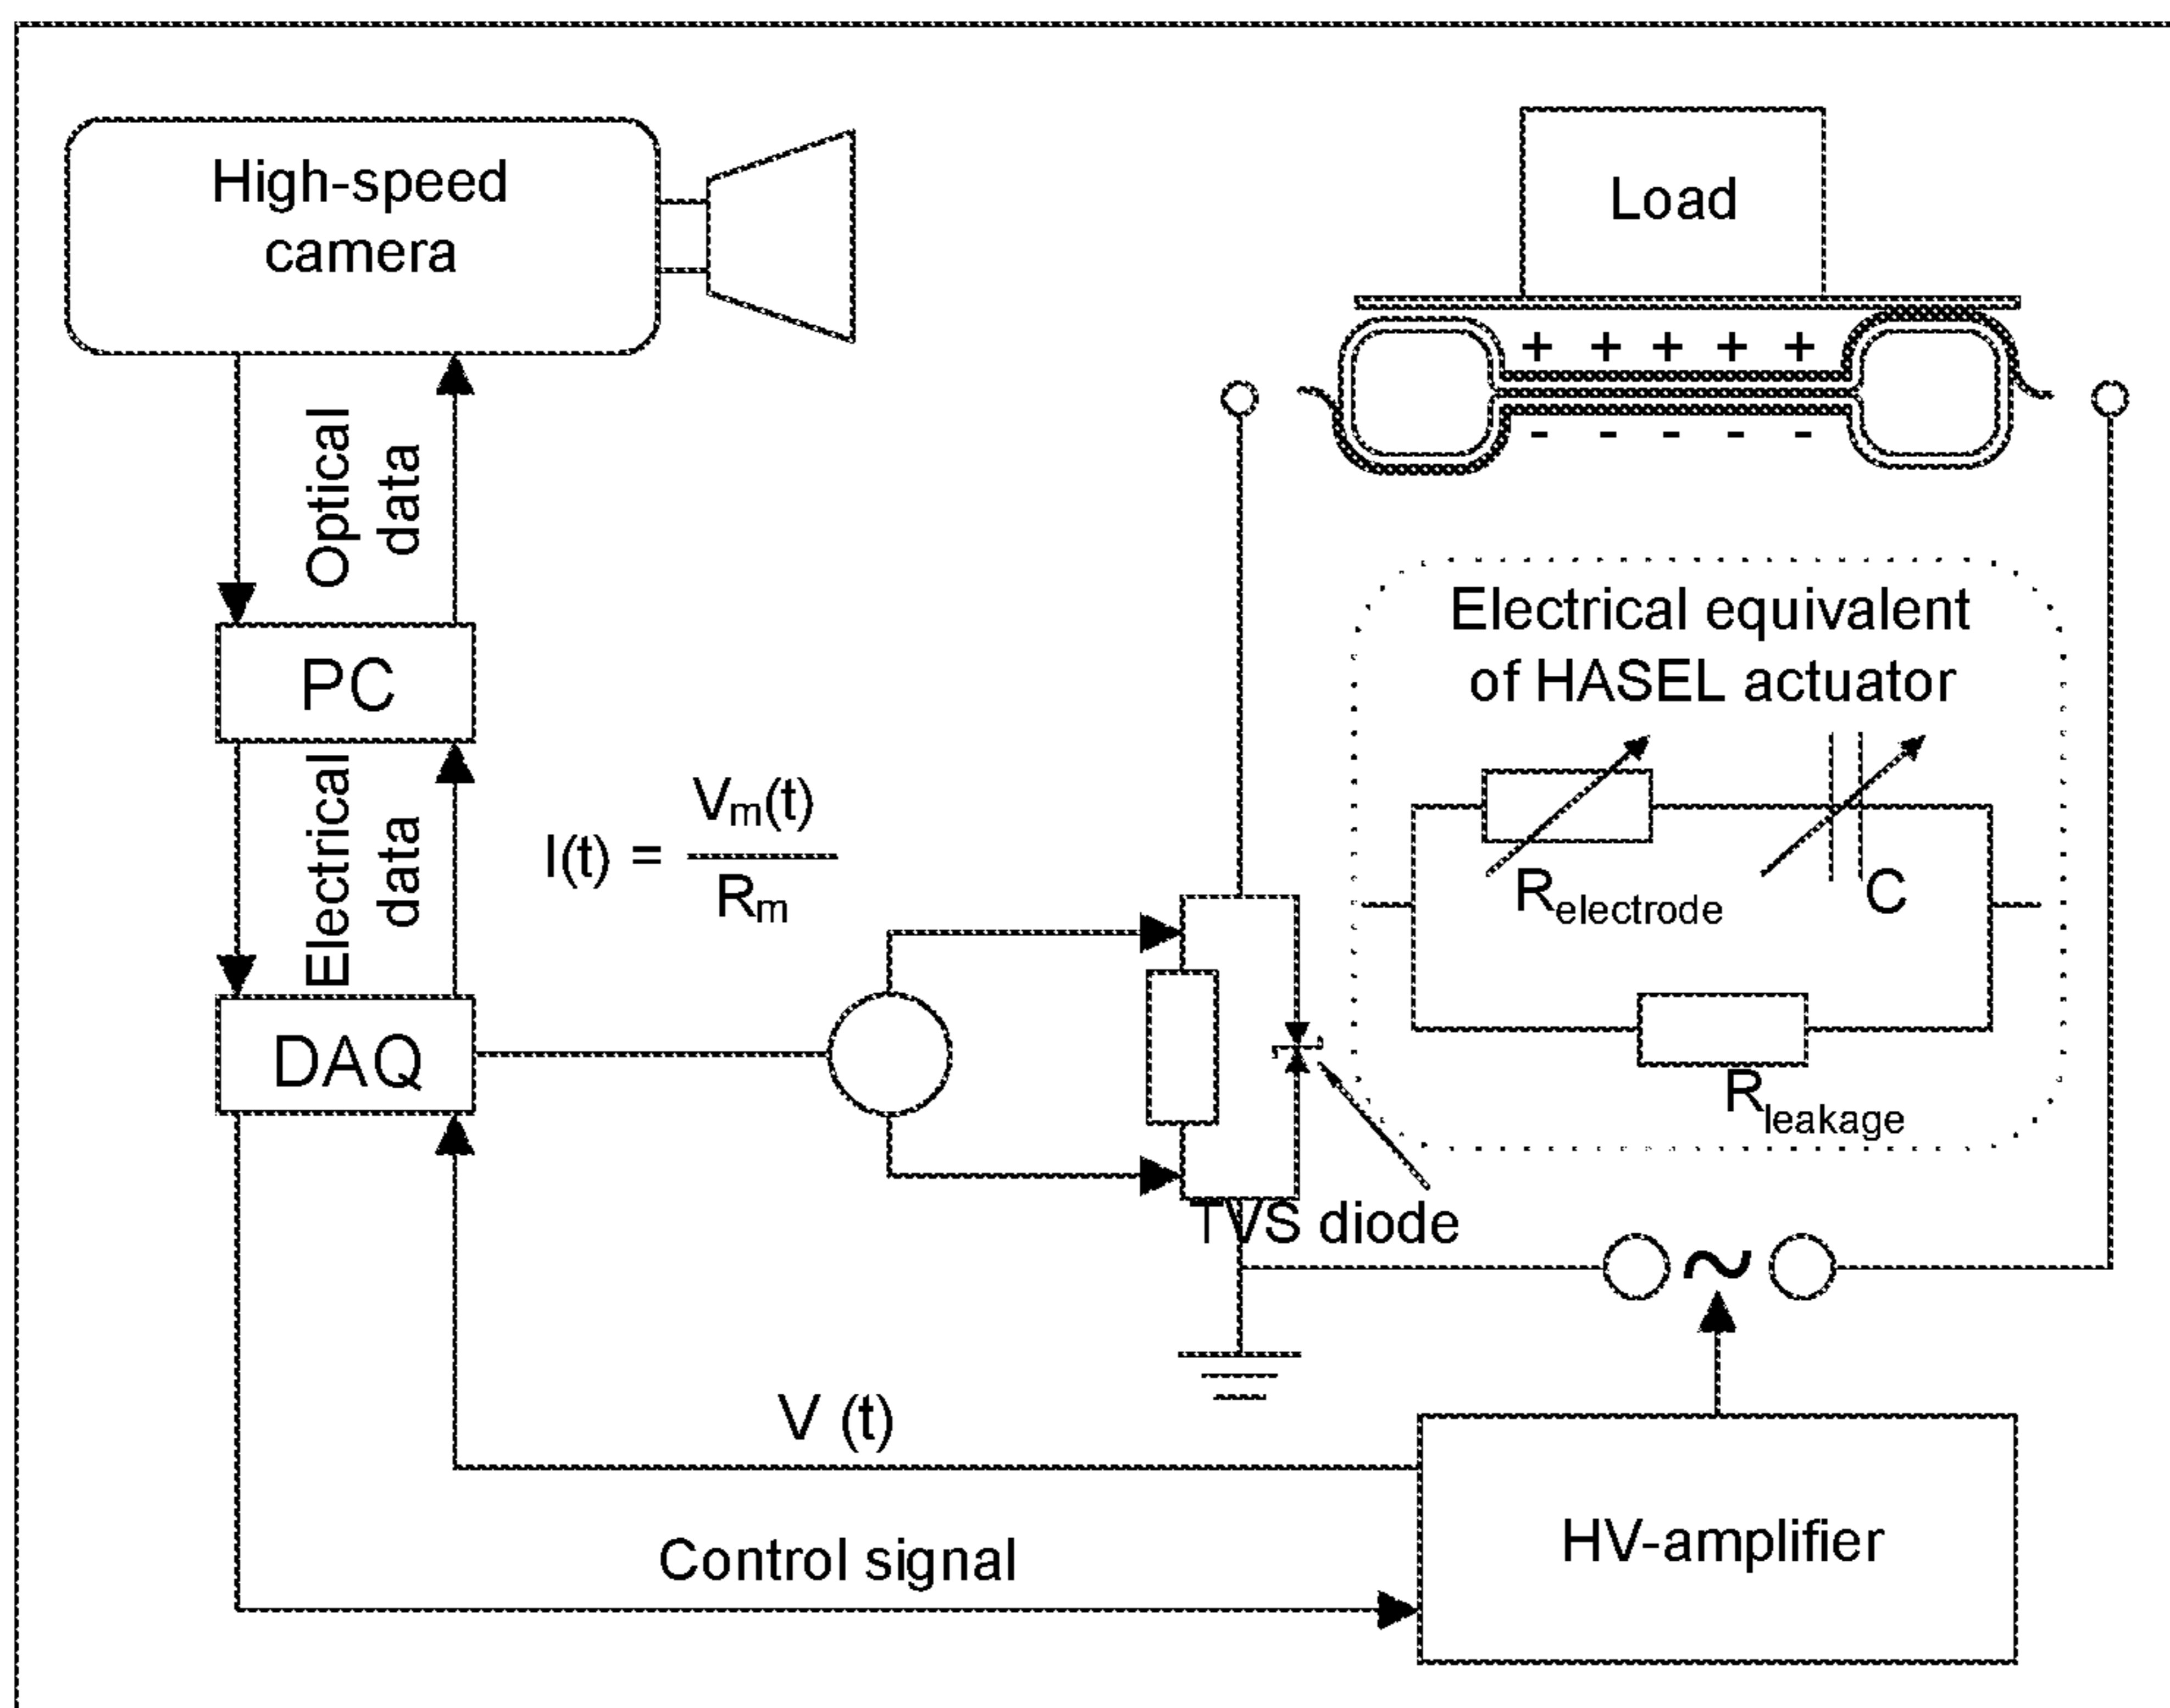 High-speed
camera
Load
+ + + + +
- - - - -
Optical
data
Electrical equivalent
of HASEL actuator
PC
Electrical
data
I(t) = Vm(t)
Rm
Relectrode
C
DAQ
Rleakage
TVS diode
~
V (t)
Control signal
HV-amplifier